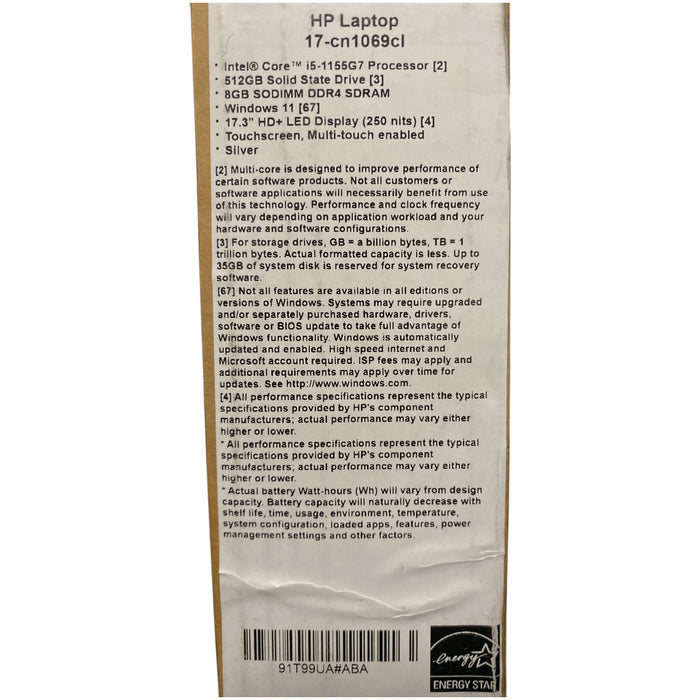 HP Laptop
17-cn1069cl
· Intel® Core™ i5-1155G7 Processor [2]
· 512GB Solid State Drive [3]
· 8GB SODIMM DDR4 SDRAM
· Windows 11 [67]
· 17.3" HD+ LED Display (250 nits) [4]
· Touchscreen, Multi-touch enabled
· Silver
[2] Multi-core is designed to improve performance of
certain software products. Not all customers or
software applications will necessarily benefit from use
of this technology. Performance and clock frequency
will vary depending on application workload and your
hardware and software configurations.
[3] For storage drives, GB = a billion bytes, TB = 1
trillion bytes. Actual formatted capacity is less. Up to
35GB of system disk is reserved for system recovery
software.
[67] Not all features are available in all editions or
versions of Windows. Systems may require upgraded
and/or separately purchased hardware, drivers,
software or BIOS update to take full advantage of
Windows functionality. Windows is automatically
updated and enabled. High speed internet and
Microsoft account required. ISP fees may apply and
additional requirements may apply over time for
updates. See http://www.windows.com.
[4] All performance specifications represent the typical
specifications provided by HP's component
manufacturers; actual performance may vary either
higher or lower.
* All performance specifications represent the typical
specifications provided by HP's component
manufacturers; actual performance may vary either
higher or lower.
* Actual battery Watt-hours (Wh) will vary from design
capacity. Battery capacity will naturally decrease with
shelf life, time, usage, environment, temperature,
system configuration, loaded apps, features, power
management settings and other factors.
91T99UA#ABA
energy
ENERGY STAR